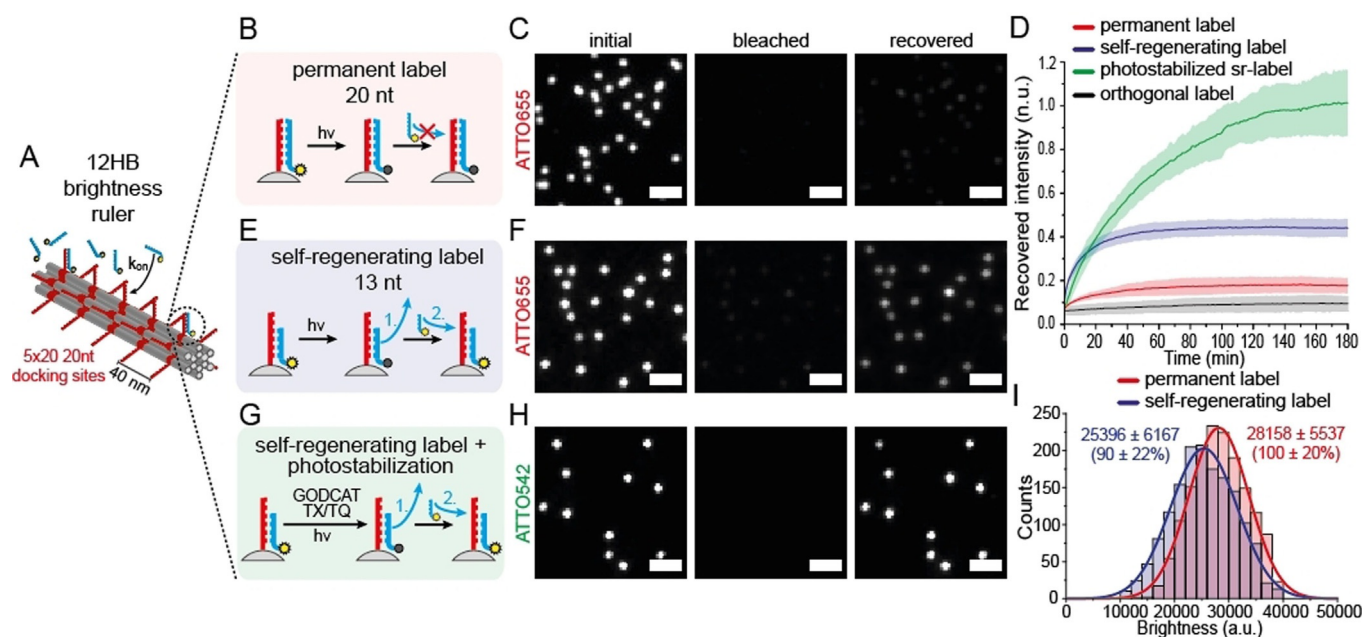 A
12HB
brightness
ruler
kon
5x20 20nt
docking sites
40 nm
B
permanent label
20 nt
hν
E
self-regenerating label
13 nt
hν
1.
2.
G
self-regenerating label +
photostabilization
GODCAT
TX/TQ
hν
1.
2.
C
initial
bleached
recovered
ATTO655
F
ATTO655
H
ATTO542
D
permanent label
self-regenerating label
photostabilized sr-label
orthogonal label
Recovered intensity (n.u.)
1.2
1.0
0.8
0.6
0.4
0.2
0.0
0 20 40 60 80 100 120 140 160 180
Time (min)
I
permanent label
self-regenerating label
25396 ± 6167
(90 ± 22%)
28158 ± 5537
(100 ± 20%)
Counts
250
200
150
100
50
0
0 10000 20000 30000 40000 50000
Brightness (a.u.)